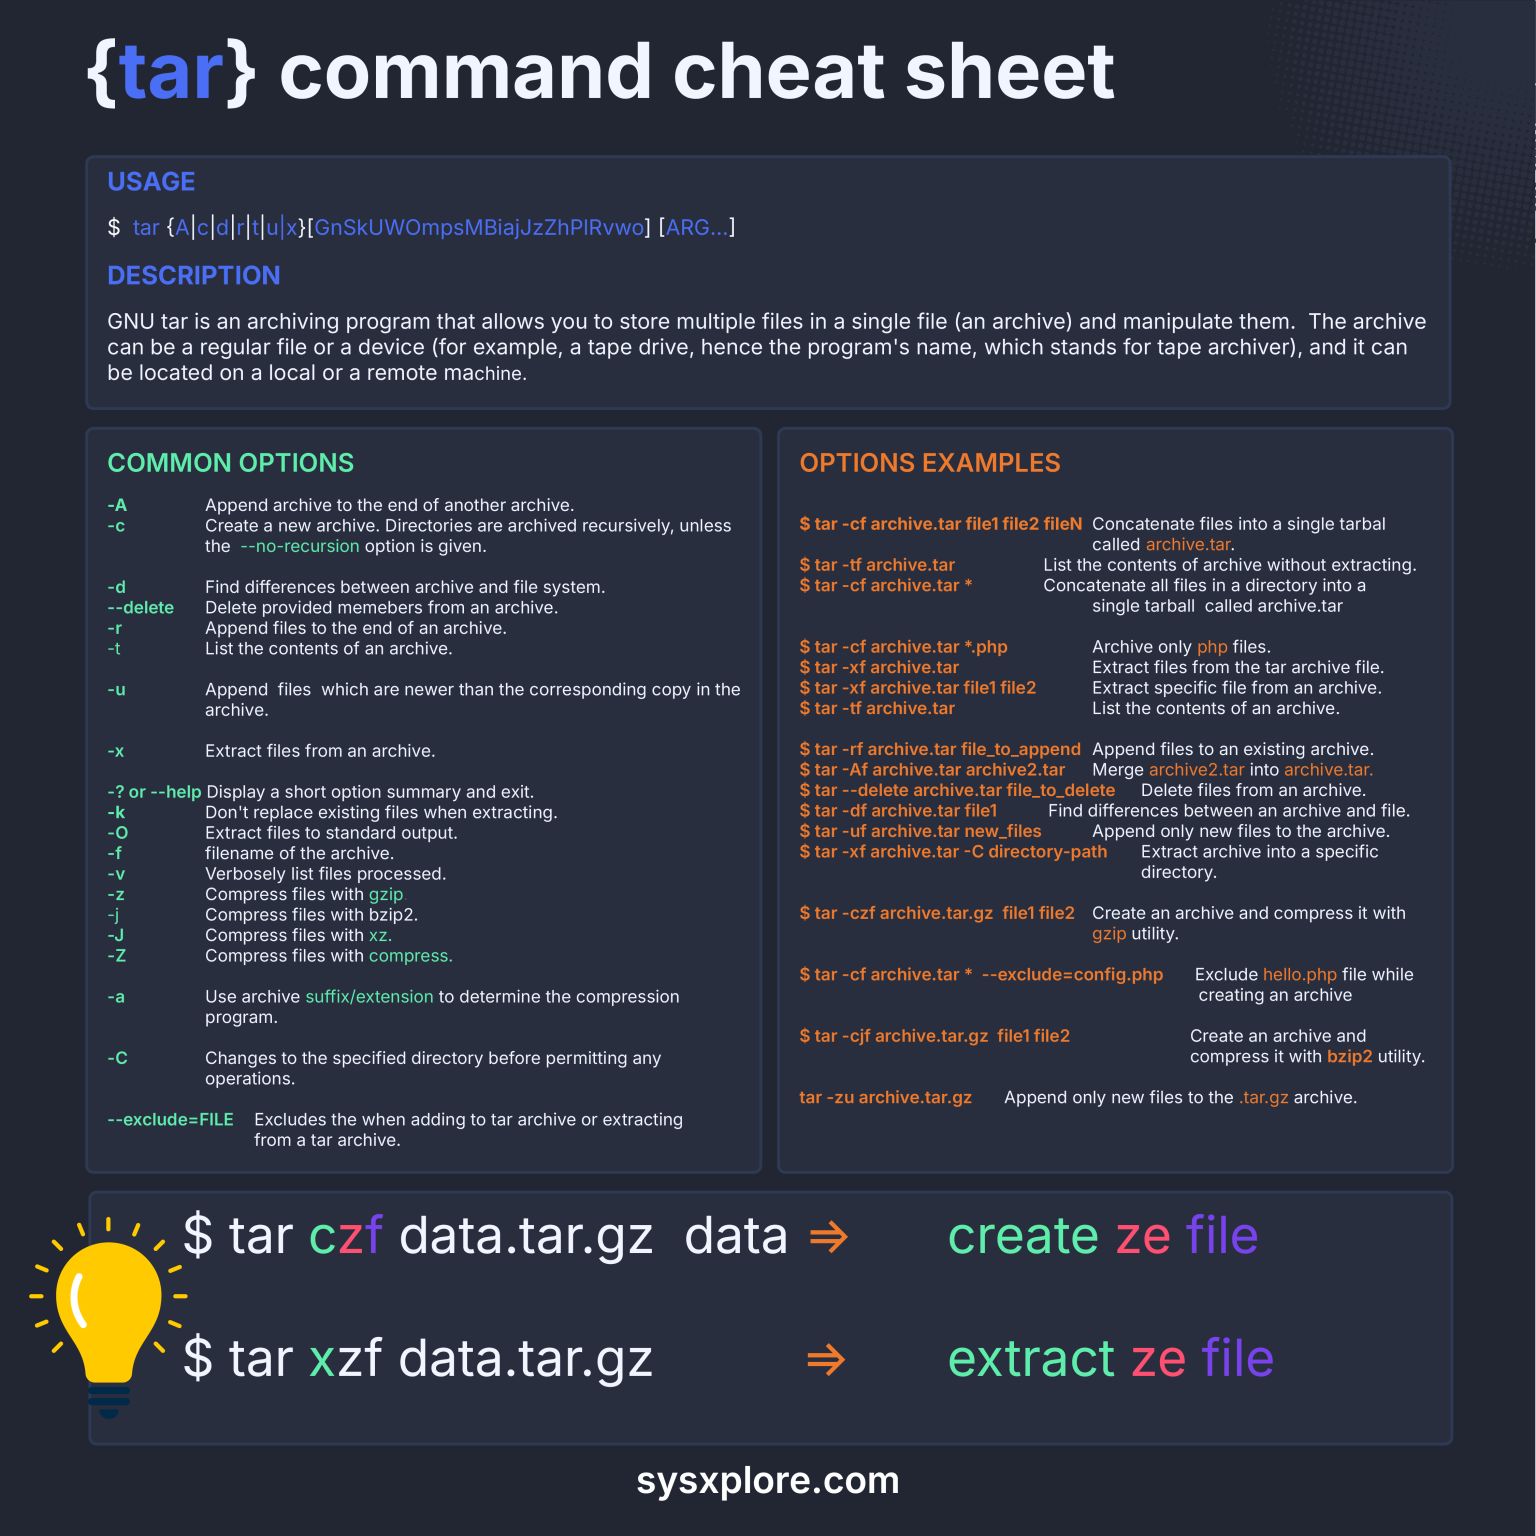 {tar} command cheat sheet
USAGE
$ tar {A|c|d|r|t|u|x}[GnSkUWOmpsMBiajJzZhPlRvwo] [ARG...]
DESCRIPTION
GNU tar is an archiving program that allows you to store multiple files in a single file (an archive) and manipulate them. The archive
can be a regular file or a device (for example, a tape drive, hence the program's name, which stands for tape archiver), and it can
be located on a local or a remote machine.
COMMON OPTIONS
-A Append archive to the end of another archive.
-c Create a new archive. Directories are archived recursively, unless
the --no-recursion option is given.
-d Find differences between archive and file system.
--delete Delete provided memebers from an archive.
-r Append files to the end of an archive.
-t List the contents of an archive.
-u Append files which are newer than the corresponding copy in the
archive.
-x Extract files from an archive.
-? or --help Display a short option summary and exit.
-k Don't replace existing files when extracting.
-O Extract files to standard output.
-f filename of the archive.
-v Verbosely list files processed.
-z Compress files with gzip
-j Compress files with bzip2.
-J Compress files with xz.
-Z Compress files with compress.
-a Use archive suffix/extension to determine the compression
program.
-C Changes to the specified directory before permitting any
operations.
--exclude=FILE Excludes the when adding to tar archive or extracting
from a tar archive.
OPTIONS EXAMPLES
$ tar -cf archive.tar file1 file2 fileN Concatenate files into a single tarbal
called archive.tar.
$ tar -tf archive.tar List the contents of archive without extracting.
$ tar -cf archive.tar * Concatenate all files in a directory into a
single tarball called archive.tar
$ tar -cf archive.tar *.php Archive only php files.
$ tar -xf archive.tar Extract files from the tar archive file.
$ tar -xf archive.tar file1 file2 Extract specific file from an archive.
$ tar -tf archive.tar List the contents of an archive.
$ tar -rf archive.tar file_to_append Append files to an existing archive.
$ tar -Af archive.tar archive2.tar Merge archive2.tar into archive.tar.
$ tar --delete archive.tar file_to_delete Delete files from an archive.
$ tar -df archive.tar file1 Find differences between an archive and file.
$ tar -uf archive.tar new_files Append only new files to the archive.
$ tar -xf archive.tar -C directory-path Extract archive into a specific
directory.
$ tar -czf archive.tar.gz file1 file2 Create an archive and compress it with
gzip utility.
$ tar -cf archive.tar * --exclude=config.php Exclude hello.php file while
creating an archive
$ tar -cjf archive.tar.gz file1 file2 Create an archive and
compress it with bzip2 utility.
tar -zu archive.tar.gz Append only new files to the .tar.gz archive.
$ tar czf data.tar.gz data ⇒ create ze file
$ tar xzf data.tar.gz ⇒ extract ze file
sysxplore.com